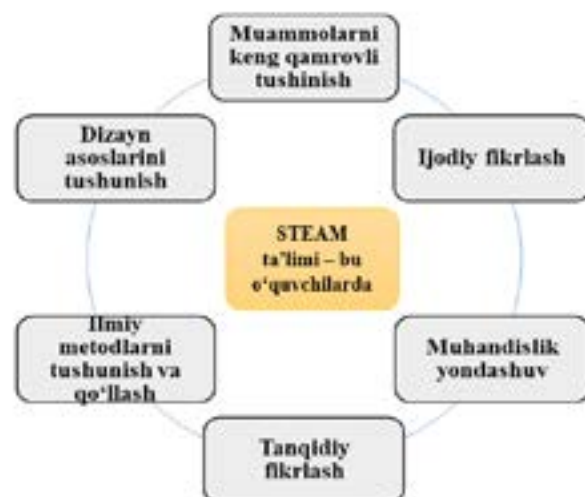 Muammolarni
keng qamrovli
tushinish
Ijodiy fikrlash
Muhandislik
yondashuv
Tanqidiy
fikrlash
Ilmiy
metodlarni
tushunish va
qo‘llash
Dizayn
asoslarini
tushunish
STEAM
ta’limi – bu
o‘quvchilarda